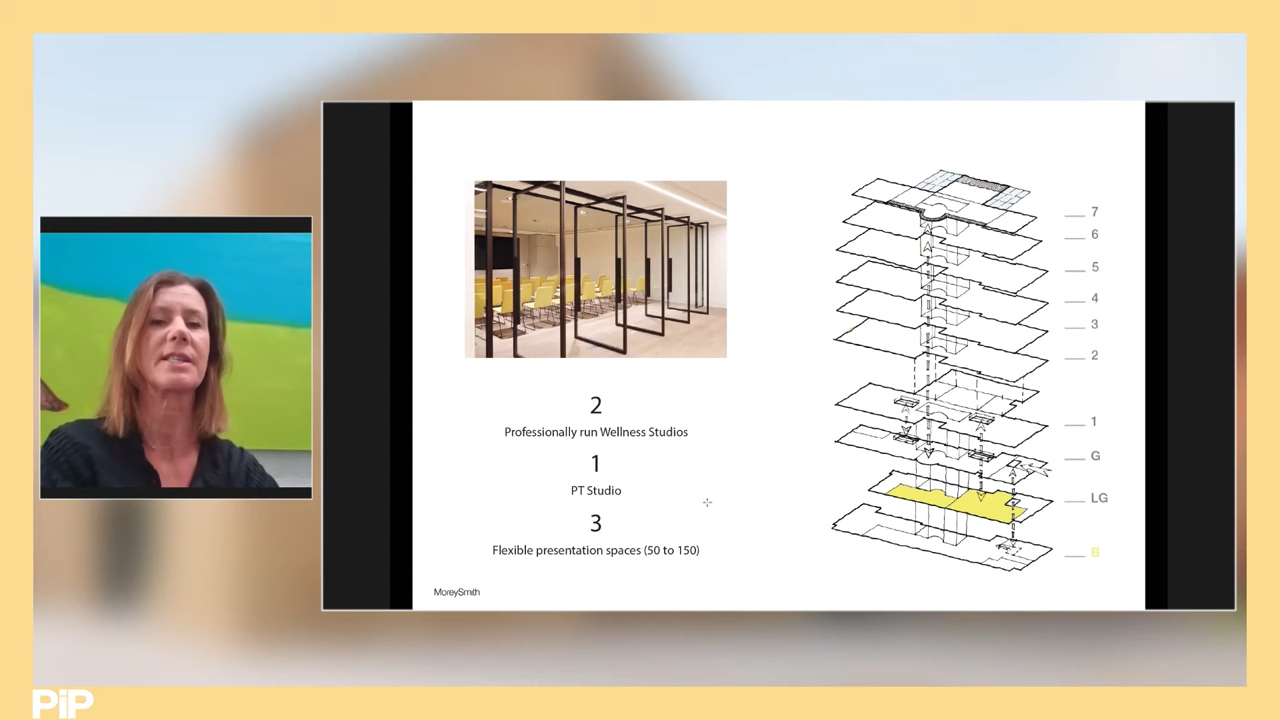 2
Professionally run Wellness Studios
1
PT Studio
3
Flexible presentation spaces (50 to 150)
MoreySmith
7
6
5
4
3
2
1
G
LG
B
PiP